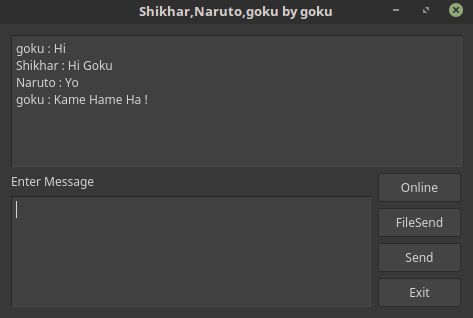 Shikhar,Naruto,goku by goku
goku : Hi
Shikhar : Hi Goku
Naruto : Yo
goku : Kame Hame Ha !
Enter Message
Online
FileSend
Send
Exit